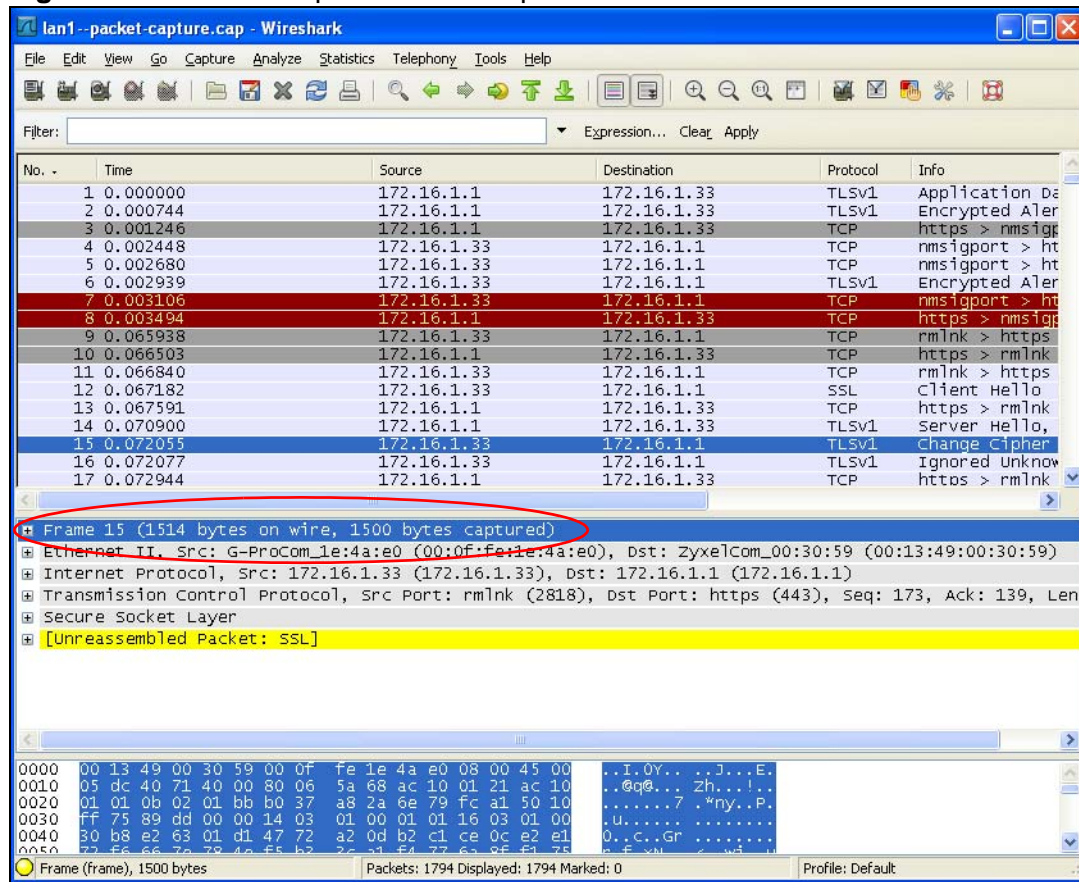 lan1--packet-capture.cap - Wireshark
File Edit View Go Capture Analyze Statistics Telephony Tools Help
Filter: Expression... Clear Apply
No. - Time Source Destination Protocol Info
1 0.000000 172.16.1.1 172.16.1.33 TLSv1 Application Da
2 0.000744 172.16.1.1 172.16.1.33 TLSv1 Encrypted Aler
3 0.001246 172.16.1.1 172.16.1.33 TCP https > nmsigp
4 0.002448 172.16.1.33 172.16.1.1 TCP nmsigport > ht
5 0.002680 172.16.1.33 172.16.1.1 TCP nmsigport > ht
6 0.002939 172.16.1.33 172.16.1.1 TLSv1 Encrypted Aler
7 0.003106 172.16.1.33 172.16.1.1 TCP nmsigport > ht
8 0.003494 172.16.1.1 172.16.1.33 TCP https > nmsigp
9 0.065938 172.16.1.33 172.16.1.1 TCP rmlnk > https
10 0.066503 172.16.1.1 172.16.1.33 TCP https > rmlnk
11 0.066840 172.16.1.33 172.16.1.1 TCP rmlnk > https
12 0.067182 172.16.1.33 172.16.1.1 SSL Client Hello
13 0.067591 172.16.1.1 172.16.1.33 TCP https > rmlnk
14 0.070900 172.16.1.1 172.16.1.33 TLSv1 Server Hello,
15 0.072055 172.16.1.33 172.16.1.1 TLSv1 Change Cipher
16 0.072077 172.16.1.33 172.16.1.1 TLSv1 Ignored Unknow
17 0.072944 172.16.1.1 172.16.1.33 TCP https > rmlnk
Frame 15 (1514 bytes on wire, 1500 bytes captured)
Ethernet II, Src: G-ProCom_1e:4a:e0 (00:0f:fe:1e:4a:e0), Dst: ZyxelCom_00:30:59 (00:13:49:00:30:59)
Internet Protocol, Src: 172.16.1.33 (172.16.1.33), Dst: 172.16.1.1 (172.16.1.1)
Transmission Control Protocol, Src Port: rmlnk (2818), Dst Port: https (443), Seq: 173, Ack: 139, Len
Secure Socket Layer
[Unreassembled Packet: SSL]
0000 00 13 49 00 30 59 00 0f fe 1e 4a e0 08 00 45 00 ..I.0Y.. ..J...E.
0010 05 dc 40 71 40 00 80 06 5a 68 ac 10 01 21 ac 10 ..@q@... Zh...!..
0020 01 01 0b 02 01 bb b0 37 a8 2a 6e 79 fc a1 50 10 .......7 .*ny..P.
0030 ff 75 89 dd 00 00 14 03 01 00 01 01 16 03 01 00 .u...... ........
0040 30 b8 e2 63 01 d1 47 72 a2 0d b2 c1 ce 0c e2 e1 0..c..Gr ........
0050
Frame (frame), 1500 bytes Packets: 1794 Displayed: 1794 Marked: 0 Profile: Default